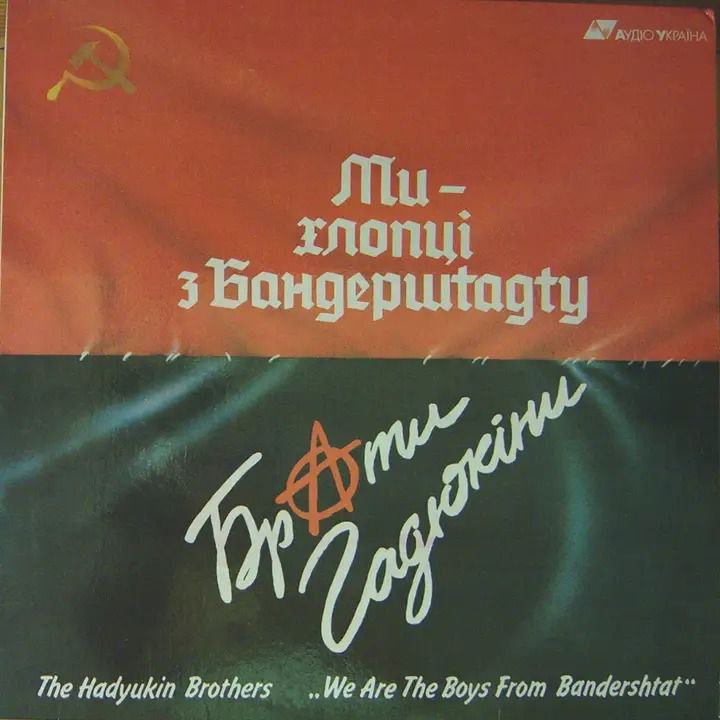 АУДІО УКРАЇНА
Ми –
хлопці
з Бандерштадту
Брати
Гадюкіни
The Hadyukin Brothers „We Are The Boys From Bandershtat“